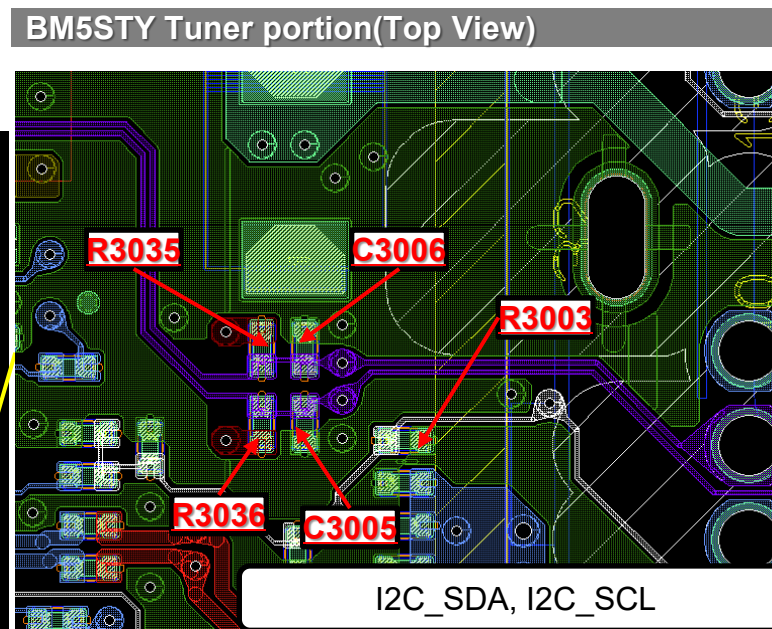 BM5STY Tuner portion(Top View)
R3035
C3006
R3003
R3036
C3005
I2C_SDA, I2C_SCL